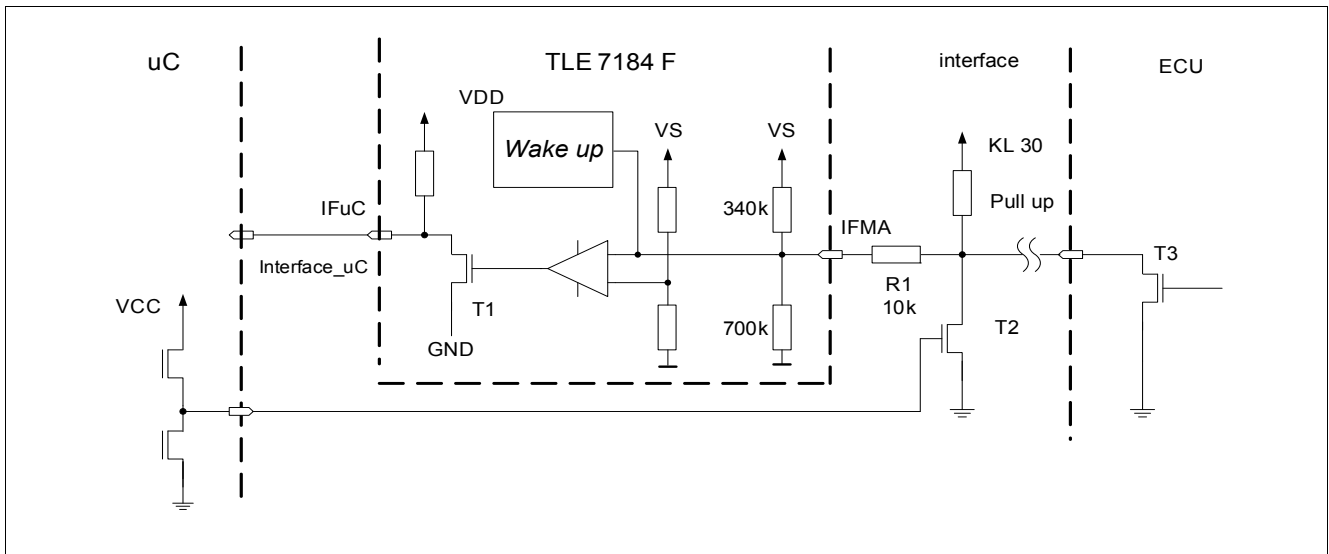 uC
TLE 7184 F
interface
ECU
VDD
Wake up
VS
VS
KL 30
Pull up
340k
IFuC
IFMA
T3
Interface_uC
R1
10k
VCC
T1
700k
T2
GND